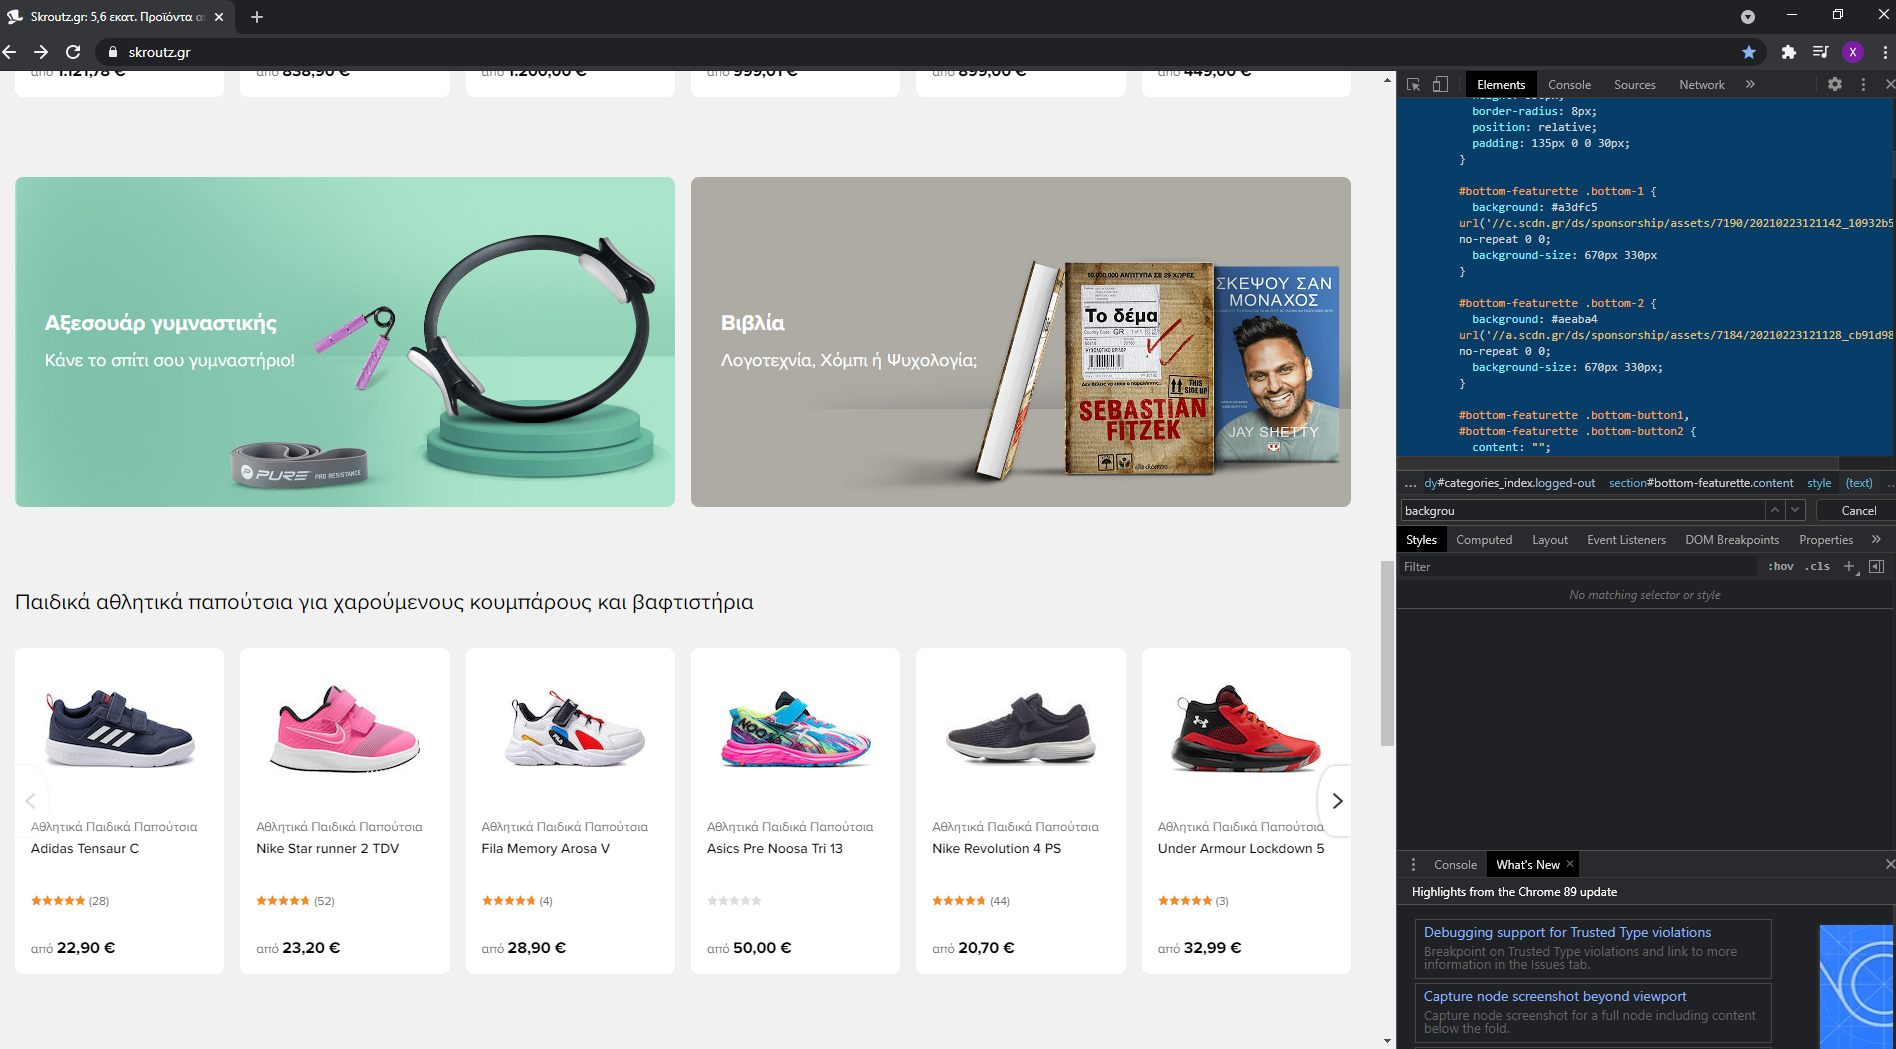 Skroutz.gr: 5,6 εκατ. Προϊόντα α
skroutz.gr
από 1.121,78 €
από 838,90 €
από 1.200,00 €
από 999,01 €
από 899,00 €
από 449,00 €
Αξεσουάρ γυμναστικής
Κάνε το σπίτι σου γυμναστήριο!
PURE PRO RESISTANCE
Βιβλία
Λογοτεχνία, Χόμπι ή Ψυχολογία;
10.000.000 ΑΝΤΙΤΥΠΑ ΣΕ 29 ΧΩΡΕΣ
Το δέμα
THIS
SIDE UP
SEBASTIAN
FITZEK
ΣΚΕΨΟΥ ΣΑΝ
ΜΟΝΑΧΟΣ
JAY SHETTY
Παιδικά αθλητικά παπούτσια για χαρούμενους κουμπάρους και βαφτιστήρια
Αθλητικά Παιδικά Παπούτσια
Adidas Tensaur C
(28)
από 22,90 €
Αθλητικά Παιδικά Παπούτσια
Nike Star runner 2 TDV
(52)
από 23,20 €
Αθλητικά Παιδικά Παπούτσια
Fila Memory Arosa V
(4)
από 28,90 €
Αθλητικά Παιδικά Παπούτσια
Asics Pre Noosa Tri 13
από 50,00 €
Αθλητικά Παιδικά Παπούτσια
Nike Revolution 4 PS
(44)
από 20,70 €
Αθλητικά Παιδικά Παπούτσια
Under Armour Lockdown 5
(3)
από 32,99 €
X
Elements Console Sources Network »
border-radius: 8px;
position: relative;
padding: 135px 0 0 30px;
}
#bottom-featurette .bottom-1 {
background: #a3dfc5
url('//c.scdn.gr/ds/sponsorship/assets/7190/20210223121142_10932b5
no-repeat 0 0;
background-size: 670px 330px
}
#bottom-featurette .bottom-2 {
background: #aeaba4
url('//a.scdn.gr/ds/sponsorship/assets/7184/20210223121128_cb91d98
no-repeat 0 0;
background-size: 670px 330px;
}
#bottom-featurette .bottom-button1,
#bottom-featurette .bottom-button2 {
content: "";
... dy#categories_index.logged-out section#bottom-featurette.content style (text) ..
backgrou Cancel
Styles Computed Layout Event Listeners DOM Breakpoints Properties »
Filter :hov .cls +
No matching selector or style
Console What's New ×
Highlights from the Chrome 89 update
Debugging support for Trusted Type violations
Breakpoint on Trusted Type violations and link to more
information in the Issues tab.
Capture node screenshot beyond viewport
Capture node screenshot for a full node including content
below the fold.